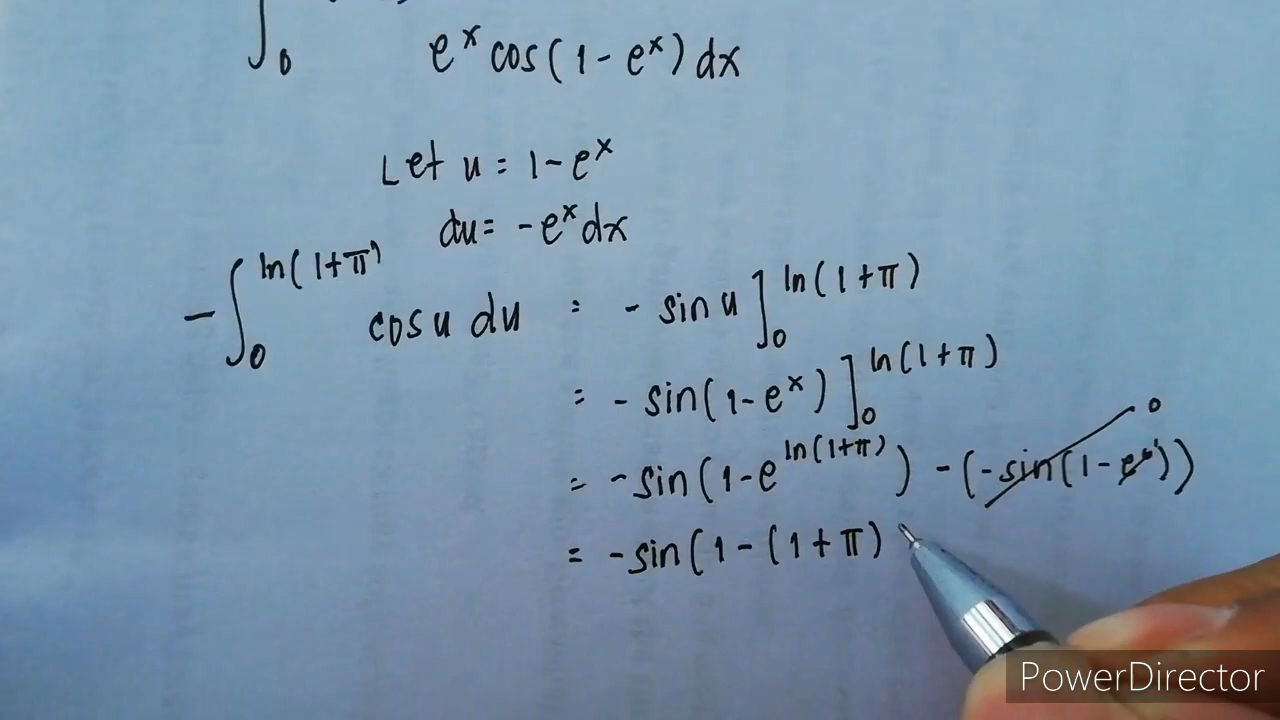 ∫₀ eˣ cos(1 - eˣ) dx
Let u = 1 - eˣ
du = - eˣ dx
- ∫₀^(ln(1+π)) cos u du = - sin u ]₀^(ln(1+π))
= - sin(1 - eˣ) ]₀^(ln(1+π))
= - sin(1 - e^(ln(1+π))) - (- sin(1 - e⁰)) 0
= - sin(1 - (1 + π)
PowerDirector